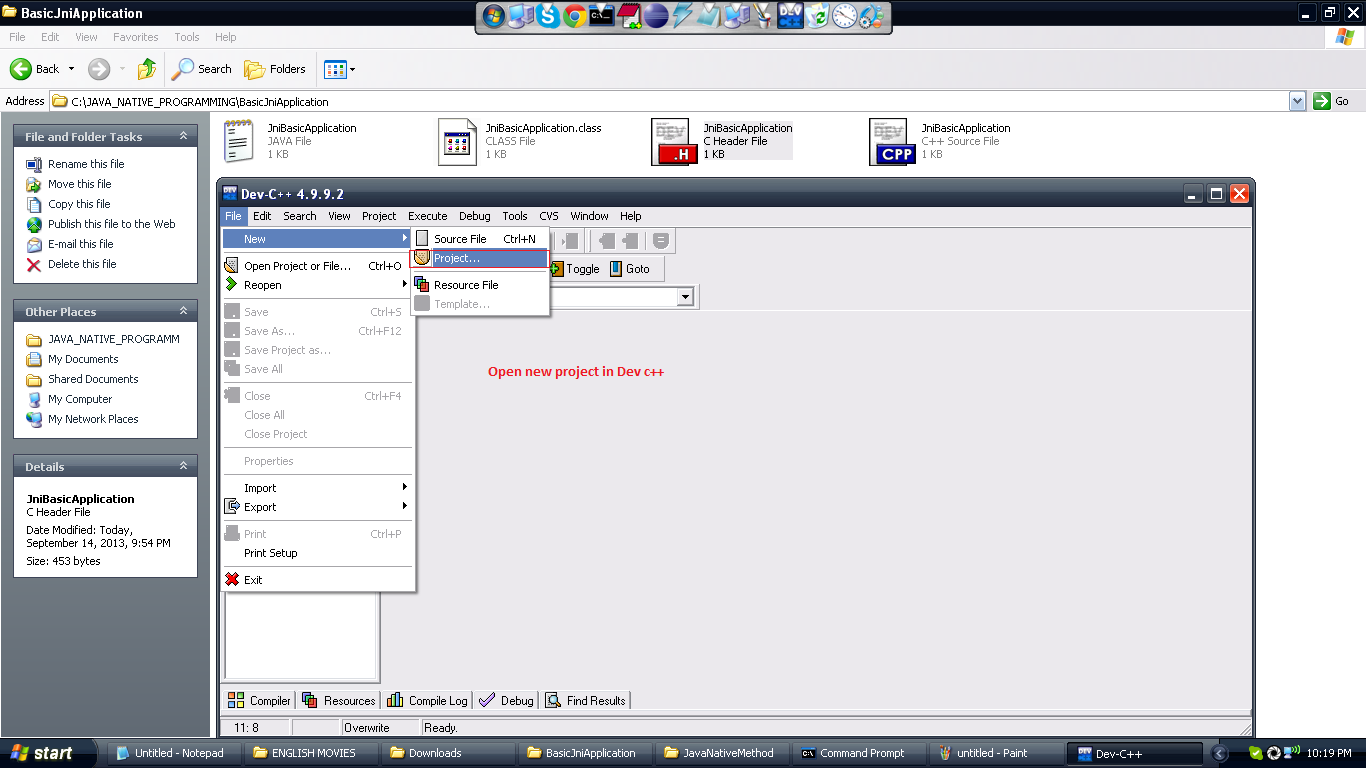 BasicJniApplication
File Edit View Favorites Tools Help
Back Search Folders
Address C:\JAVA_NATIVE_PROGRAMMING\BasicJniApplication Go
File and Folder Tasks
Rename this file
Move this file
Copy this file
Publish this file to the Web
E-mail this file
Delete this file
Other Places
JAVA_NATIVE_PROGRAMM
My Documents
Shared Documents
My Computer
My Network Places
Details
JniBasicApplication
C Header File
Date Modified: Today,
September 14, 2013, 9:54 PM
Size: 453 bytes
JniBasicApplication
JAVA File
1 KB
JniBasicApplication.class
CLASS File
1 KB
.H
JniBasicApplication
C Header File
1 KB
CPP
JniBasicApplication
C++ Source File
1 KB
Dev-C++ 4.9.9.2
File Edit Search View Project Execute Debug Tools CVS Window Help
New
Open Project or File... Ctrl+O
Reopen
Save Ctrl+S
Save As... Ctrl+F12
Save Project as...
Save All
Close Ctrl+F4
Close All
Close Project
Properties
Import
Export
Print Ctrl+P
Print Setup
Exit
Source File Ctrl+N
Project...
Resource File
Template...
Toggle Goto
Open new project in Dev c++
Compiler Resources Compile Log Debug Find Results
11: 8 Overwrite Ready.
start Untitled - Notepad ENGLISH MOVIES Downloads BasicJniApplication JavaNativeMethod Command Prompt untitled - Paint Dev-C++ 10:19 PM